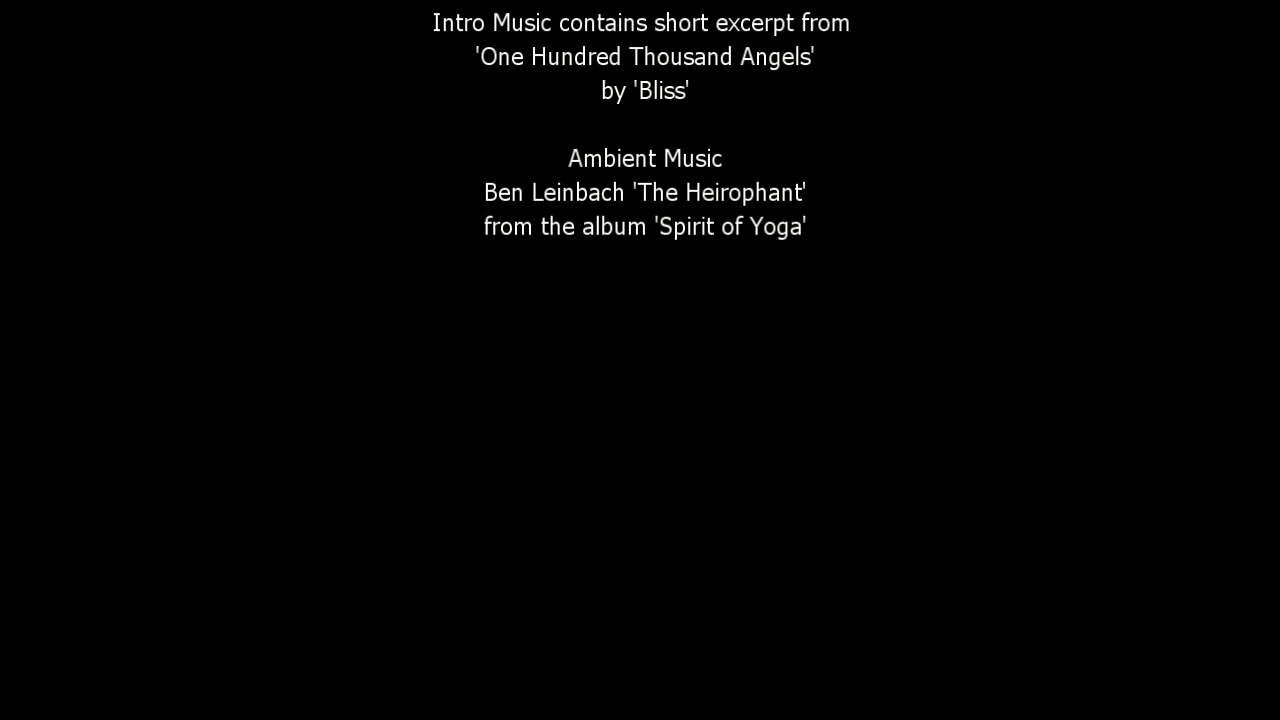 Intro Music contains short excerpt from
'One Hundred Thousand Angels'
by 'Bliss'
Ambient Music
Ben Leinbach 'The Heirophant'
from the album 'Spirit of Yoga'